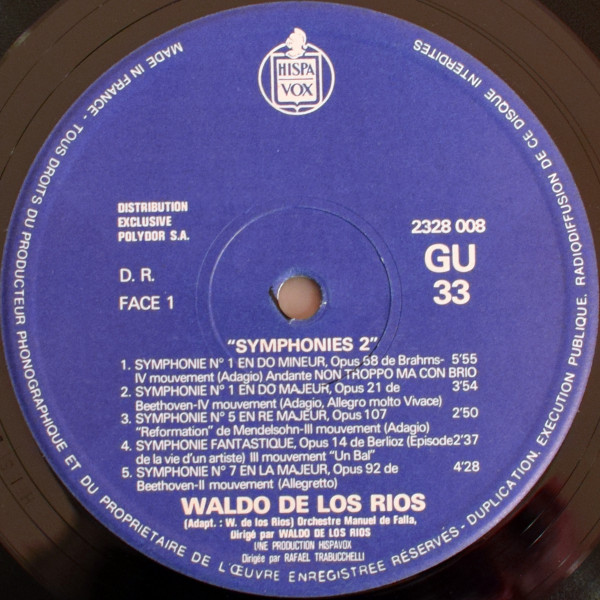 HISPA
VOX
MADE IN FRANCE - TOUS DROITS DU PRODUCTEUR PHONOGRAPHIQUE ET DU PROPRIETAIRE DE L'ŒUVRE ENREGISTREE RÉSERVÉS - DUPLICATION. EXECUTION PUBLIQUE. RADIODIFFUSION DE CE DISQUE INTERDITES
DISTRIBUTION
EXCLUSIVE
POLYDOR S.A.
D. R.
FACE 1
2328 008
GU
33
"SYMPHONIES 2"
1. SYMPHONIE N° 1 EN DO MINEUR, Opus 68 de Brahms- 5'55
IV mouvement (Adagio) Andante NON THOPPO MA CON BRIO
2. SYMPHONIE N° 1 EN DO MAJEUR, Opus 21 de 3'54
Beethoven-IV mouvement (Adagio, Allegro molto Vivace)
3. SYMPHONIE N° 5 EN RE MAJEUR, Opus 107 2'50
"Reformation" de Mendelsohn-III mouvement (Adagio)
4. SYMPHONIE FANTASTIQUE, Opus 14 de Berlioz (Episode 2'37
de la vie d'un artiste) III mouvement "Un Bal"
5. SYMPHONIE N° 7 EN LA MAJEUR, Opus 92 de 4'28
Beethoven-II mouvement (Allegretto)
WALDO DE LOS RIOS
(Adapt. : W. de los Rios) Orchestre Manuel de Falla,
Dirigé par WALDO DE LOS RIOS
UNE PRODUCTION HISPAVOX
Dirigée par RAFAEL TRABUCCHELLI